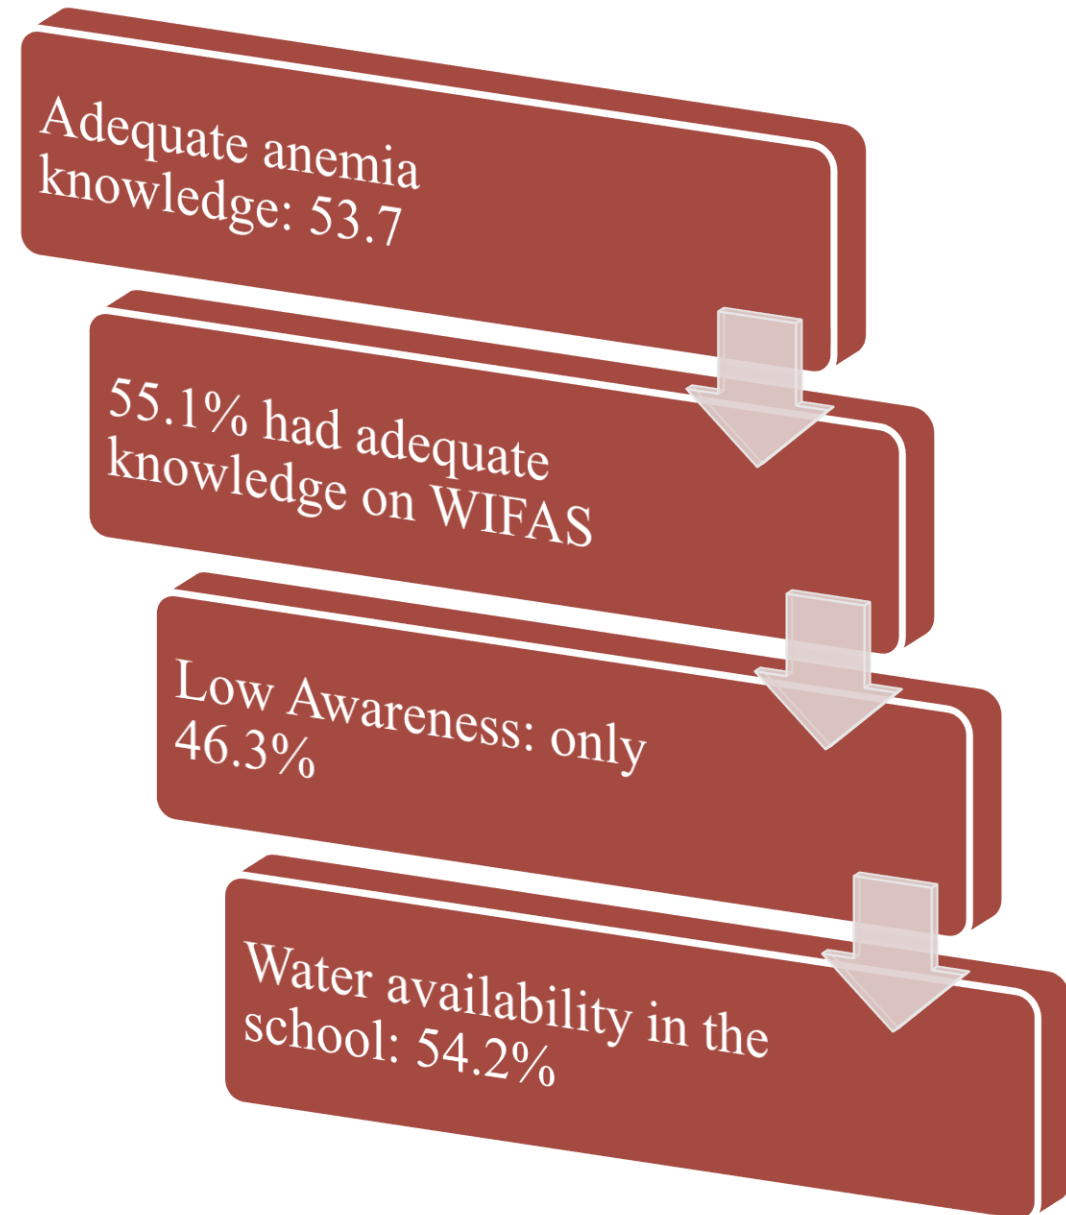 Adequate anemia
knowledge: 53.7
55.1% had adequate
knowledge on WIFAS
Low Awareness: only
46.3%
Water availability in the
school: 54.2%